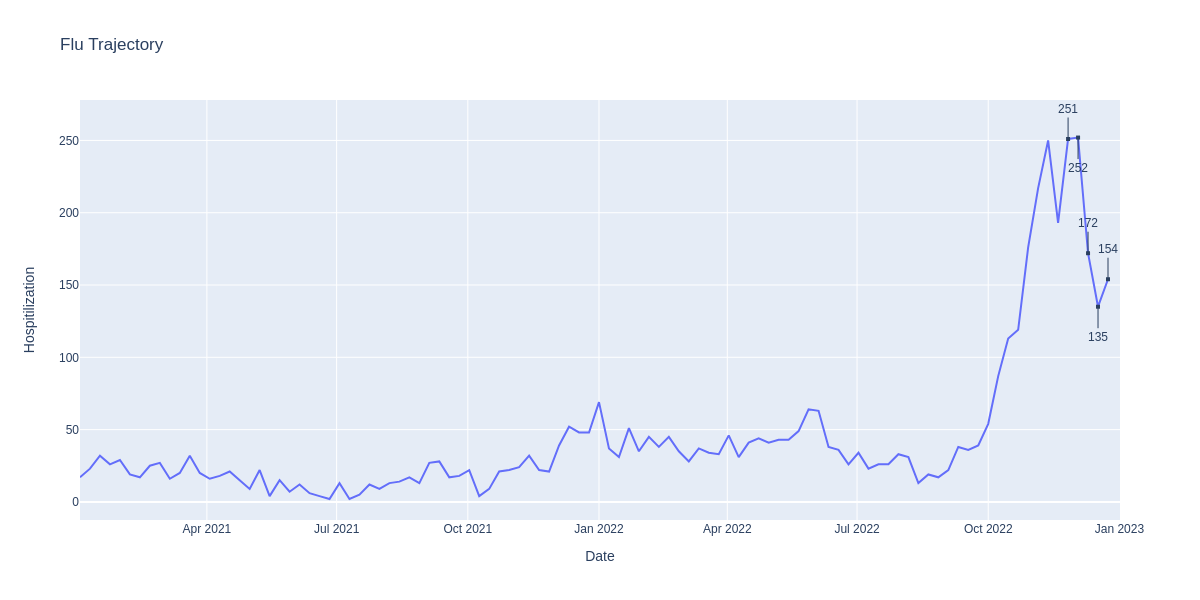 Flu Trajectory
251
252
172
154
135
250
200
150
100
50
0
Hospitilization
Apr 2021
Jul 2021
Oct 2021
Jan 2022
Apr 2022
Jul 2022
Oct 2022
Jan 2023
Date